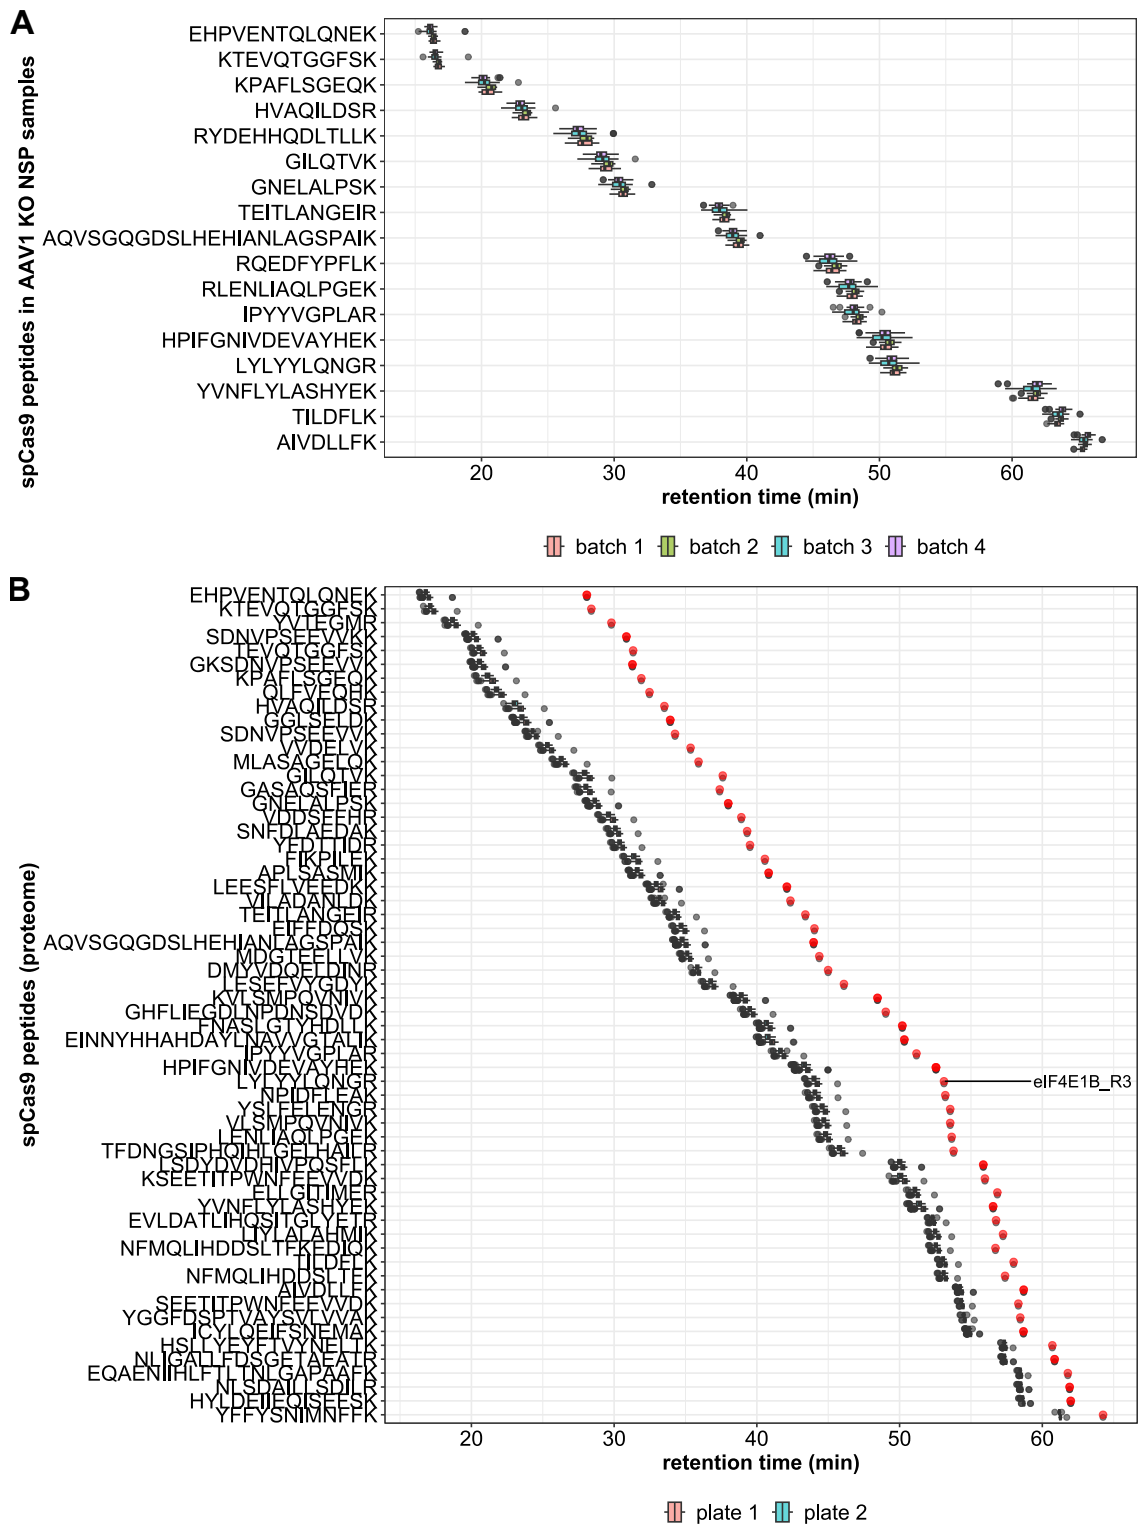 A
spCas9 peptides in AAV1 KO NSP samples
EHPVENTQLQNEK
KTEVQTGGFSK
KPAFLSGEQK
HVAQILDSR
RYDEHHQDLTLLK
GILQTVK
GNELALPSK
TEITLANGEIR
AQVSGQGDSLHEHIANLAGSPAIK
RQEDFYPFLK
RLENLIAQLPGEK
IPYYVGPLAR
HPIFGNIVDEVAYHEK
LYLYYLQNGR
YVNFLYLASHYEK
TILDFLK
AIVDLLFK
20 30 40 50 60
retention time (min)
batch 1 batch 2 batch 3 batch 4
B
spCas9 peptides (proteome)
EHPVENTQLQNEK
KTEVQTGGFSK
YVTEGMR
SDNVPSEEVVKK
TEVQTGGFSK
GKSDNVPSEEVVK
KPAFLSGEQK
QLFVEQHK
HVAQILDSR
GGLSELDK
SDNVPSEEVVK
VVDELVK
MLASAGELQK
GILQTVK
GASAQSFIER
GNELALPSK
VDDSFFHR
SNFDLAEDAK
YFDTTIDR
FIKPILEK
APLSASMIK
LEESFLVEEDKK
VILADANLDK
TEITLANGEIR
EIFFDQSK
AQVSGQGDSLHEHIANLAGSPAIK
MDGTEELLVK
DMYVDQELDINR
LESEFVYGDYK
KVLSMPQVNIVK
GHFLIEGDLNPDNSDVDK
FNASLGTYHDLLK
EINNYHHAHDAYLNAVVGTALIK
IPYYVGPLAR
HPIFGNIVDEVAYHEK
LYLYYLQNGR
eIF4E1B_R3
NPIDFLEAK
YSLFELENGR
VLSMPQVNIVK
LENLIAQLPGEK
TFDNGSIPHQIHLGELHAILR
LSDYDVDHIVPQSFLK
KSEETITPWNFEEVVDK
ELLGITIMER
YVNFLYLASHYEK
EVLDATLIHQSITGLYETR
LIYLALAHMIK
NFMQLIHDDSLTFKEDIQK
TILDFLK
NFMQLIHDDSLTFK
AIVDLLFK
SEETITPWNFEEVVDK
YGGFDSPTVAYSVLVVAK
ICYLQEIFSNEMAK
HSLLYEYFTVYNELTK
NLIGALLFDSGETAEATR
EQAENIIHLFTLTNLGAPAAFK
NLSDAILLSDILR
HYLDEIIEQISEFSK
YFFYSNIMNFFK
20 30 40 50 60
retention time (min)
plate 1 plate 2